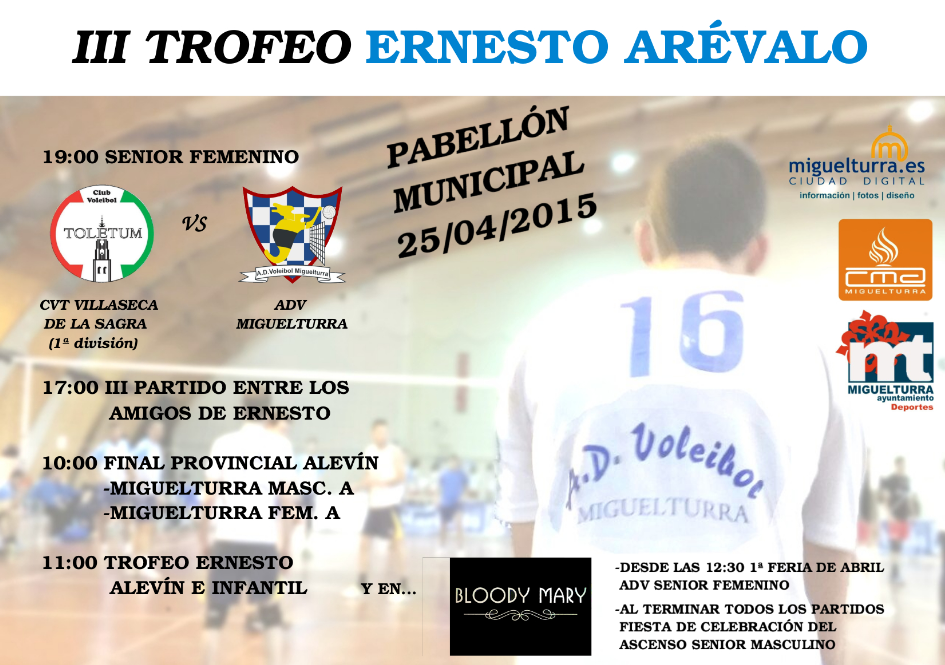 III TROFEO ERNESTO ARÉVALO
PABELLÓN
MUNICIPAL
25/04/2015
19:00 SENIOR FEMENINO
Club
Voleibol
TOLETUM
VS
A.D.Voleibol Miguelturra
CVT VILLASECA
DE LA SAGRA
(1ª división)
ADV
MIGUELTURRA
17:00 III PARTIDO ENTRE LOS
AMIGOS DE ERNESTO
10:00 FINAL PROVINCIAL ALEVÍN
-MIGUELTURRA MASC. A
-MIGUELTURRA FEM. A
11:00 TROFEO ERNESTO
ALEVÍN E INFANTIL
Y EN...
BLOODY MARY
-DESDE LAS 12:30 1ª FERIA DE ABRIL
ADV SENIOR FEMENINO
-AL TERMINAR TODOS LOS PARTIDOS
FIESTA DE CELEBRACIÓN DEL
ASCENSO SENIOR MASCULINO
miguelturra.es
CIUDAD DIGITAL
información | fotos | diseño
cma
MIGUELTURRA
mt
MIGUELTURRA
ayuntamiento
Deportes
16
A.D. Voleibol
MIGUELTURRA